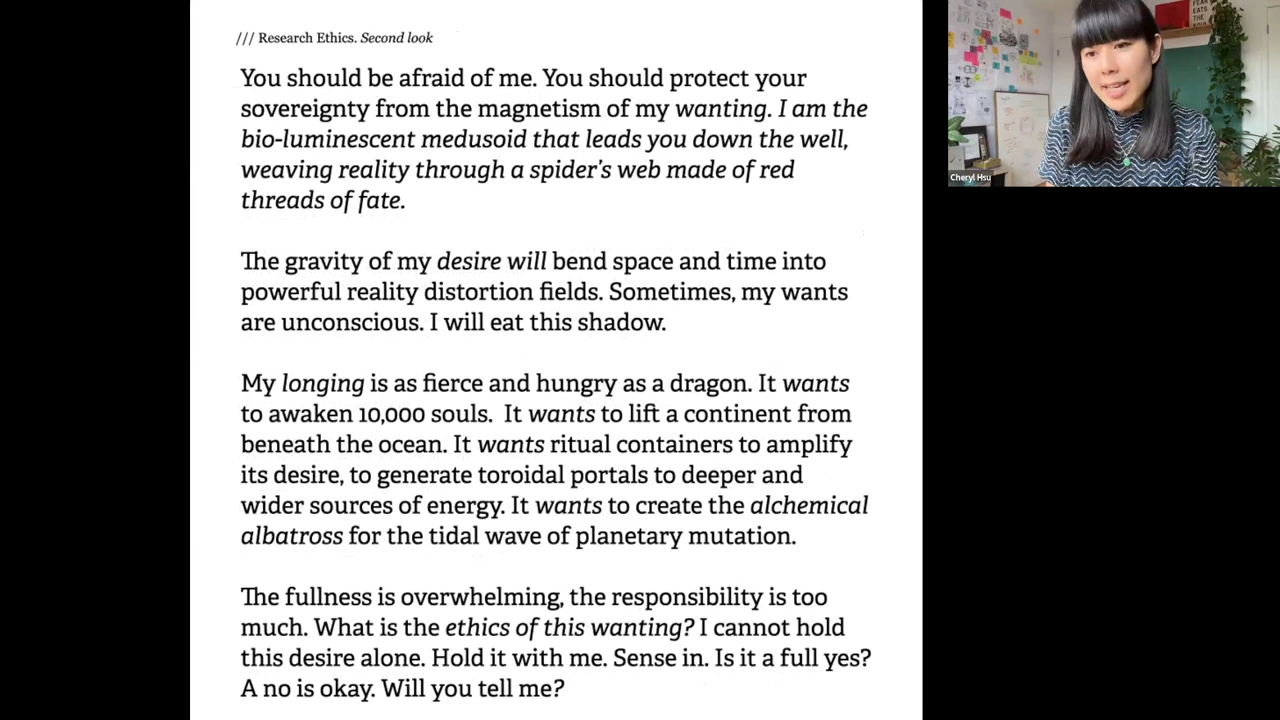 /// Research Ethics. Second look
You should be afraid of me. You should protect your
sovereignty from the magnetism of my wanting. I am the
bio-luminescent medusoid that leads you down the well,
weaving reality through a spider's web made of red
threads of fate.
The gravity of my desire will bend space and time into
powerful reality distortion fields. Sometimes, my wants
are unconscious. I will eat this shadow.
My longing is as fierce and hungry as a dragon. It wants
to awaken 10,000 souls.  It wants to lift a continent from
beneath the ocean. It wants ritual containers to amplify
its desire, to generate toroidal portals to deeper and
wider sources of energy. It wants to create the alchemical
albatross for the tidal wave of planetary mutation.
The fullness is overwhelming, the responsibility is too
much. What is the ethics of this wanting? I cannot hold
this desire alone. Hold it with me. Sense in. Is it a full yes?
A no is okay. Will you tell me?
FEAR
EATS
THE
SOUL
Cheryl Hsu